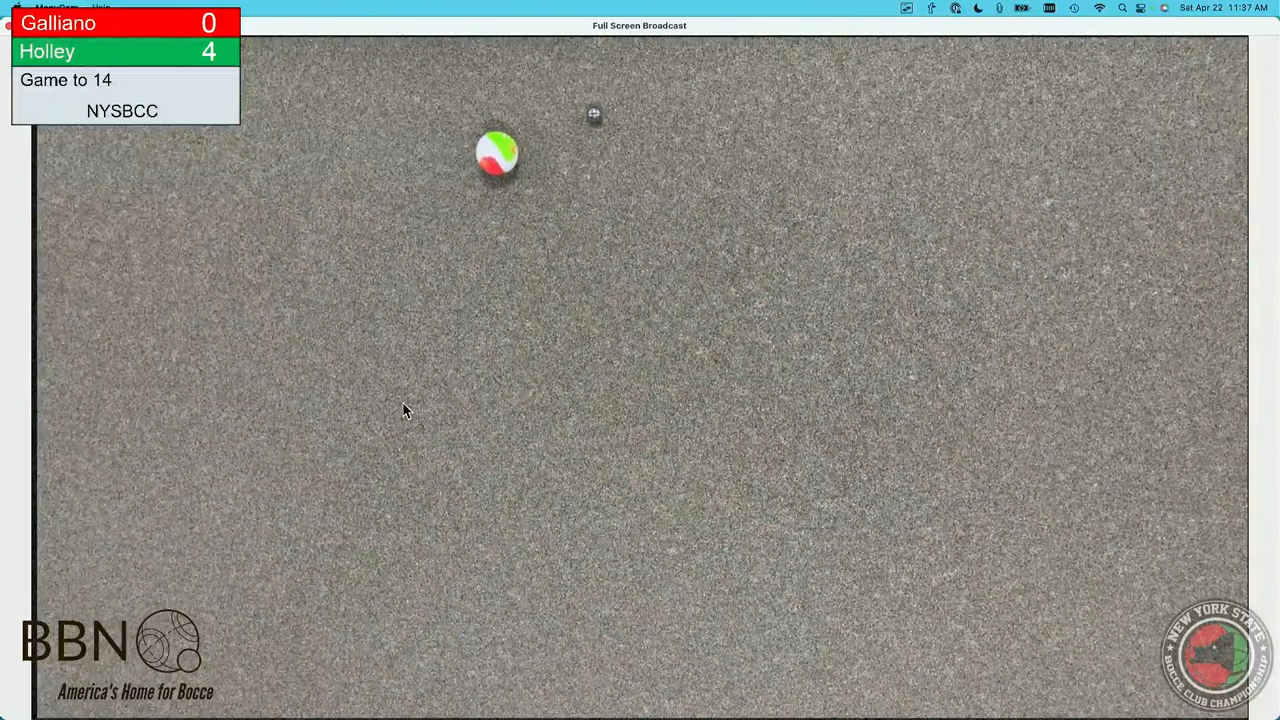 Full Screen Broadcast
Sat Apr 22 11:37 AM
Galliano 0
Holley 4
Game to 14
NYSBCC
BBN
America's Home for Bocce
NEW YORK STATE
BOCCE CLUB CHAMPIONSHIP